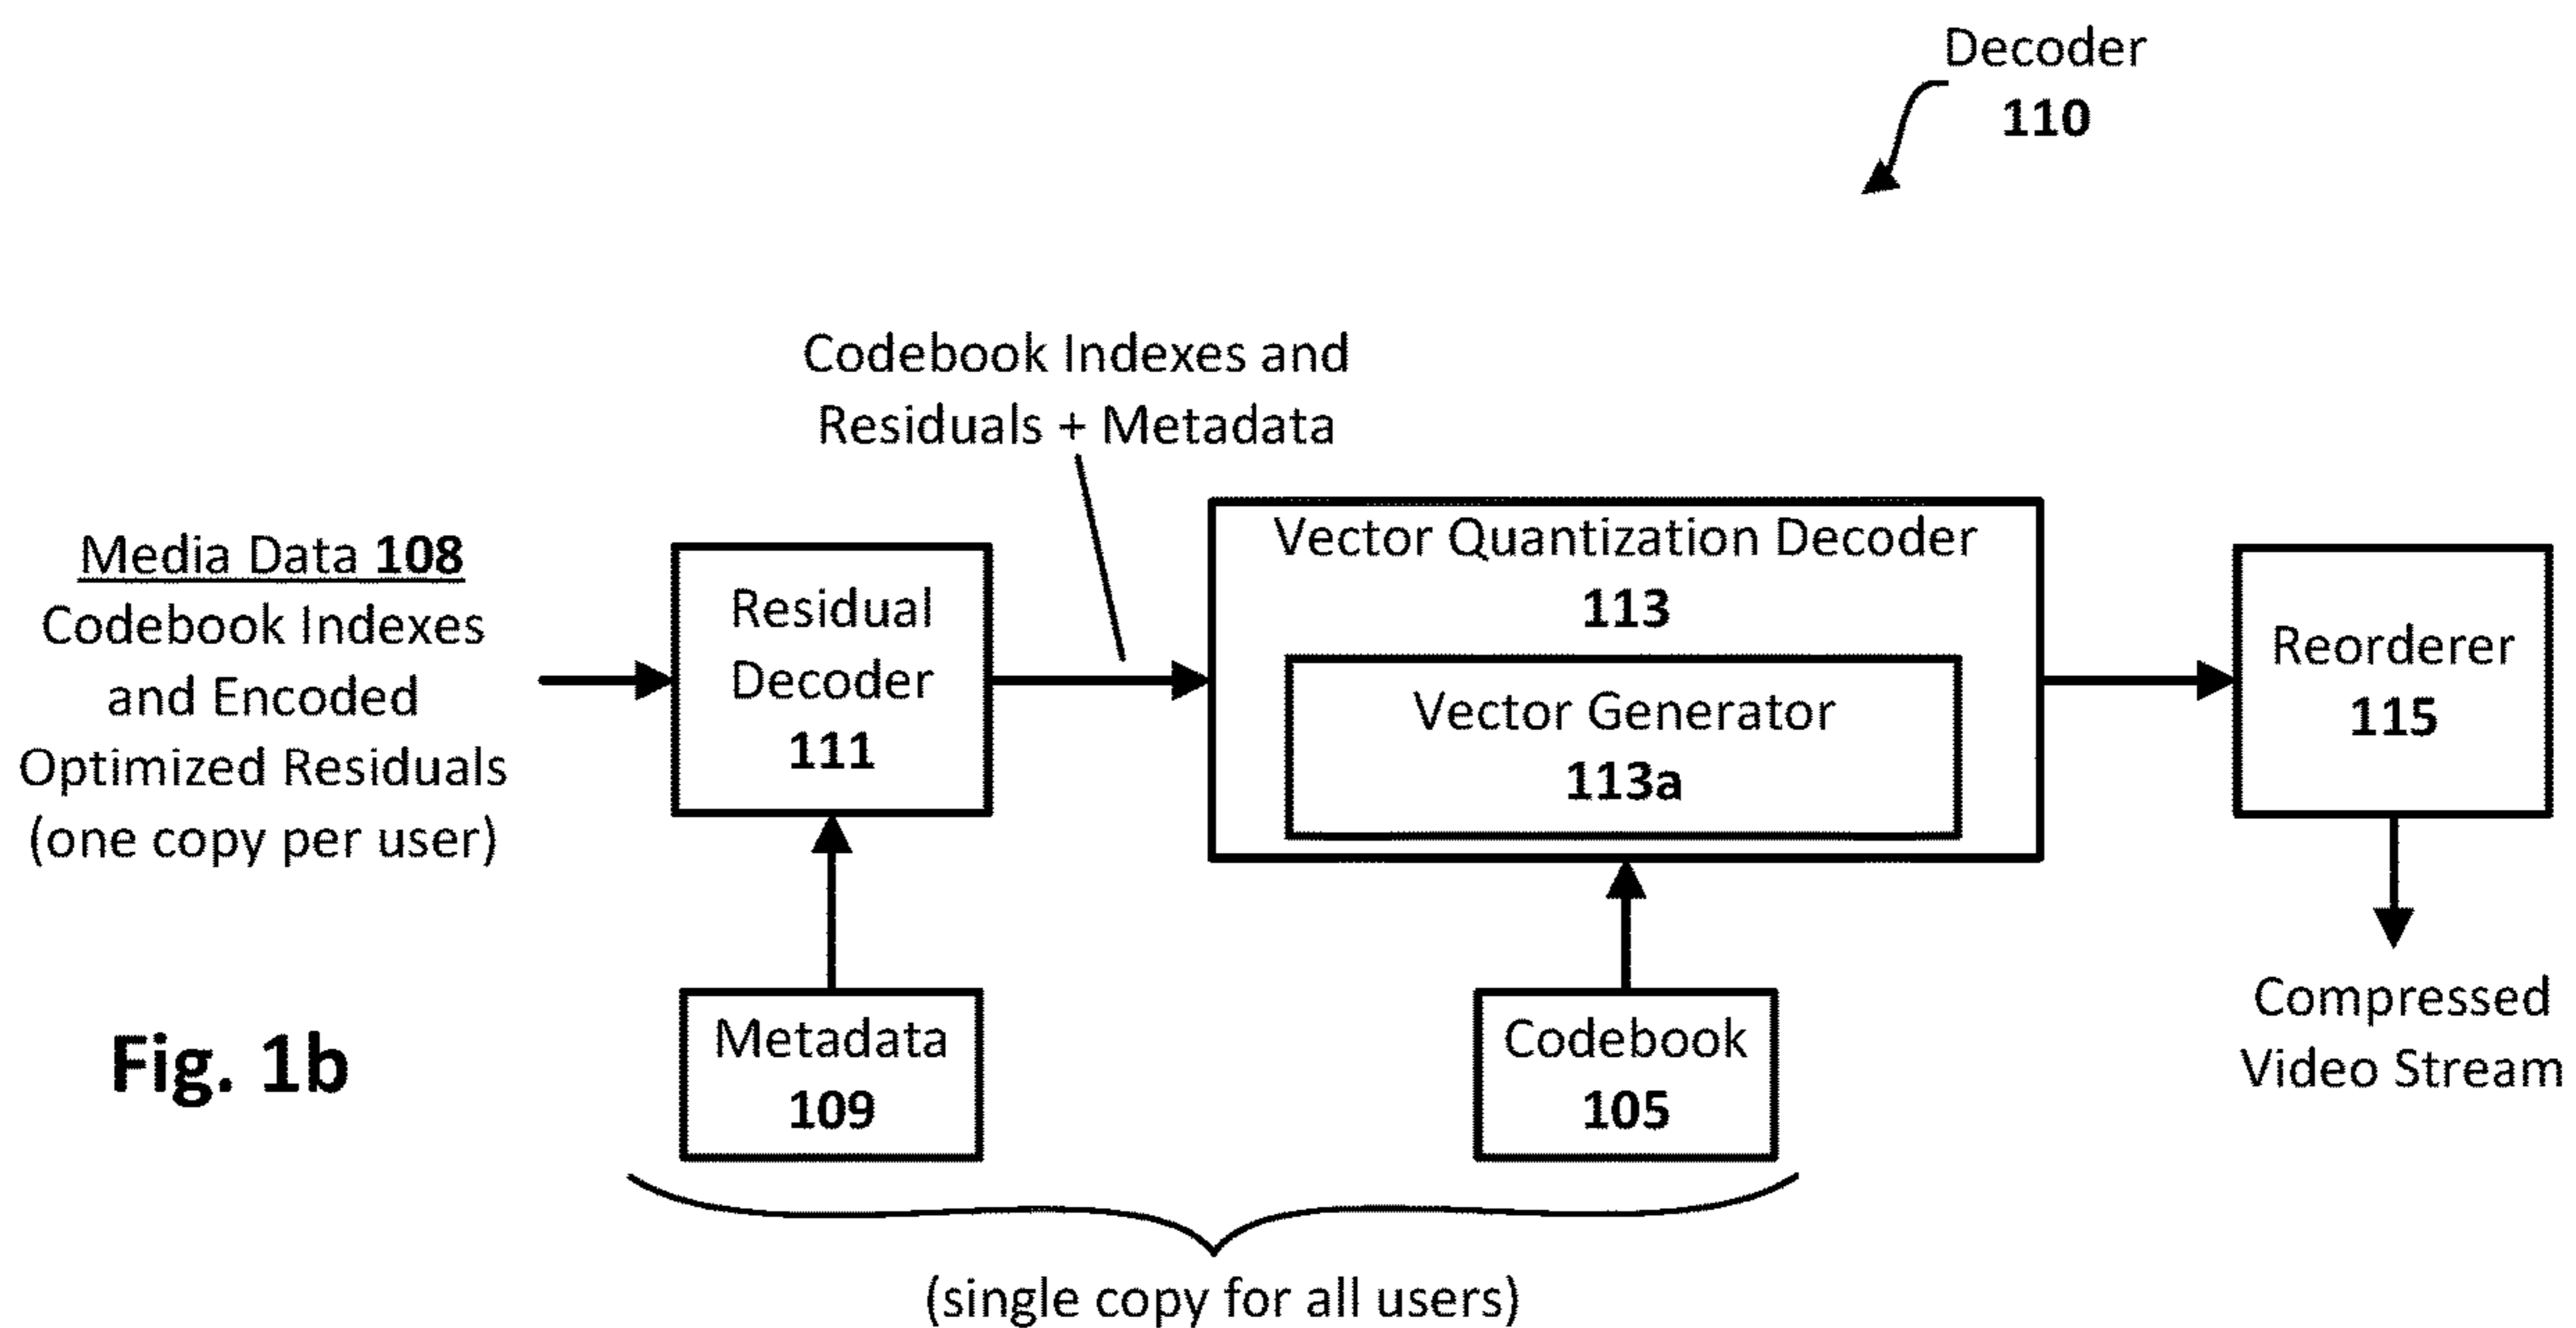 Decoder
110
Codebook Indexes and
Residuals + Metadata
Media Data 108
Codebook Indexes
and Encoded
Optimized Residuals
(one copy per user)
Residual
Decoder
111
Vector Quantization Decoder
113
Vector Generator
113a
Reorderer
115
Metadata
109
Codebook
105
Compressed
Video Stream
Fig. 1b
(single copy for all users)